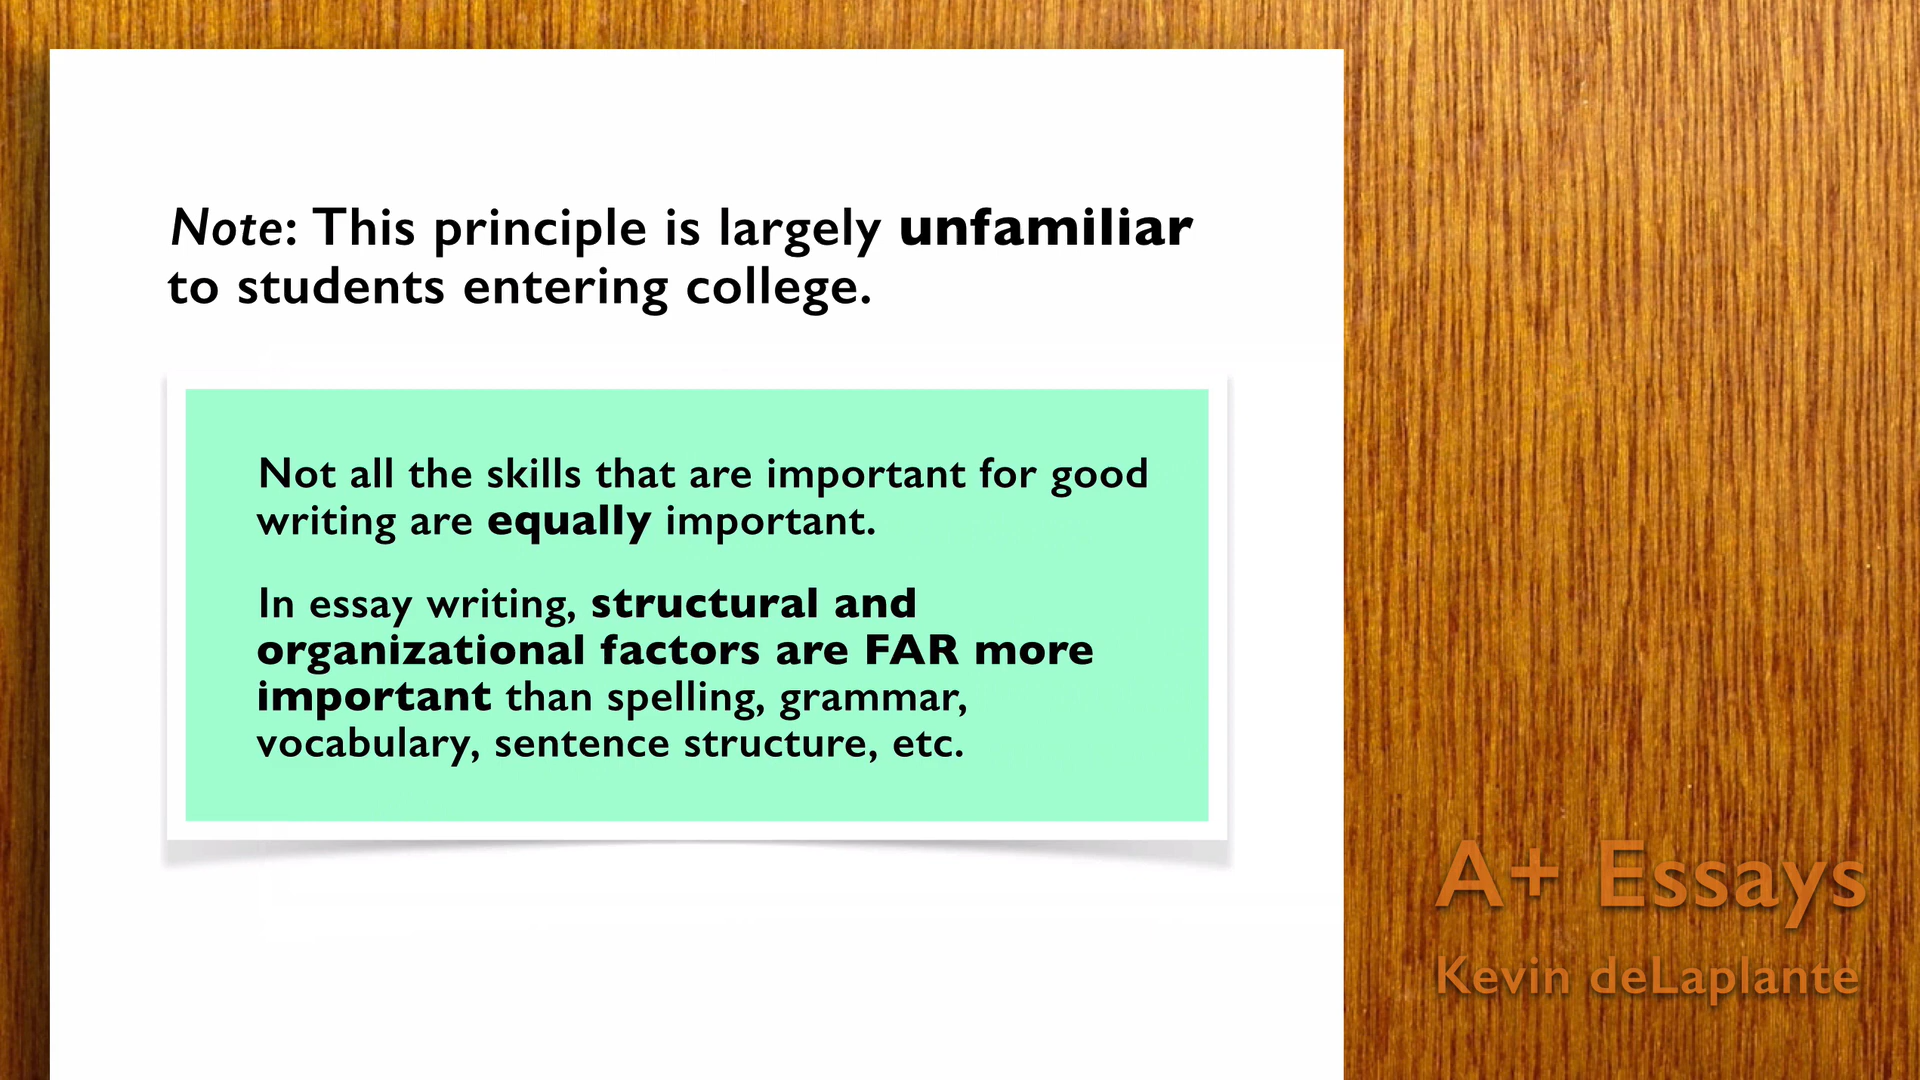 Note: This principle is largely unfamiliar
to students entering college.
Not all the skills that are important for good
writing are equally important.
In essay writing, structural and
organizational factors are FAR more
important than spelling, grammar,
vocabulary, sentence structure, etc.
A+ Essays
Kevin deLaplante